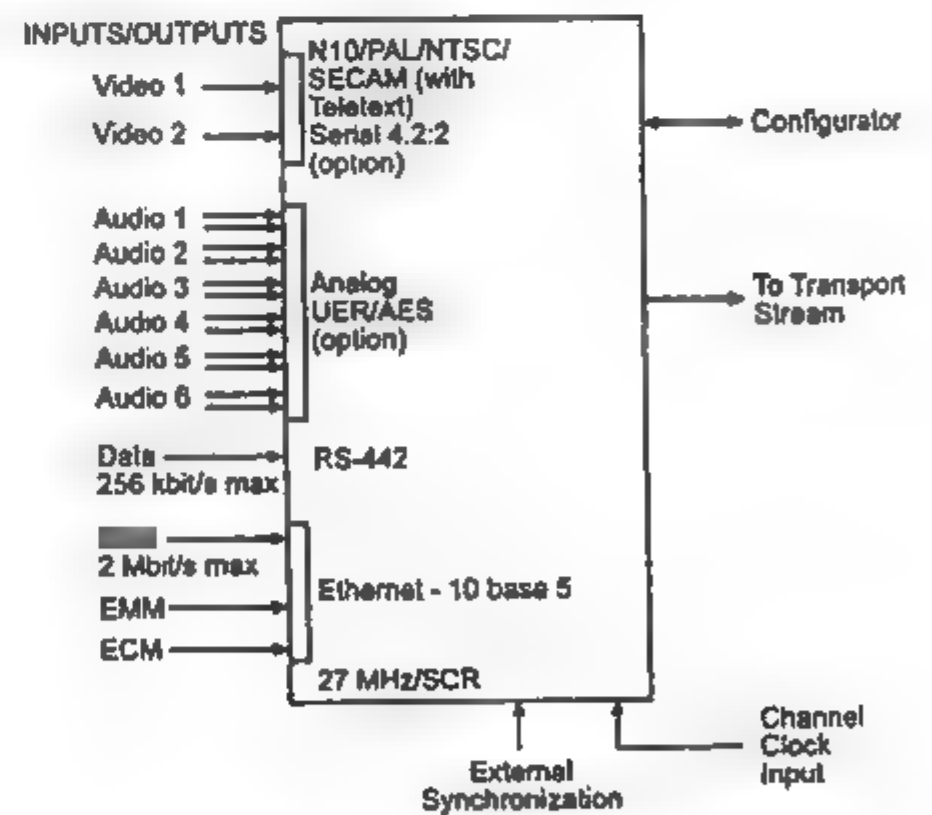 INPUTS/OUTPUTS
N10/PAL/NTSC/
SECAM (with
Teletext)
Serial 4.2:2
(option)
Video 1
Video 2
Configurator
Audio 1
Audio 2
Audio 3
Audio 4
Audio 5
Audio 6
Analog
UER/AES
(option)
To Transport
Stream
Data
256 kbit/s max
RS-442
2 Mbit/s max
EMM
ECM
Ethernet - 10 base 5
27 MHz/SCR
External
Synchronization
Channel
Clock
Input